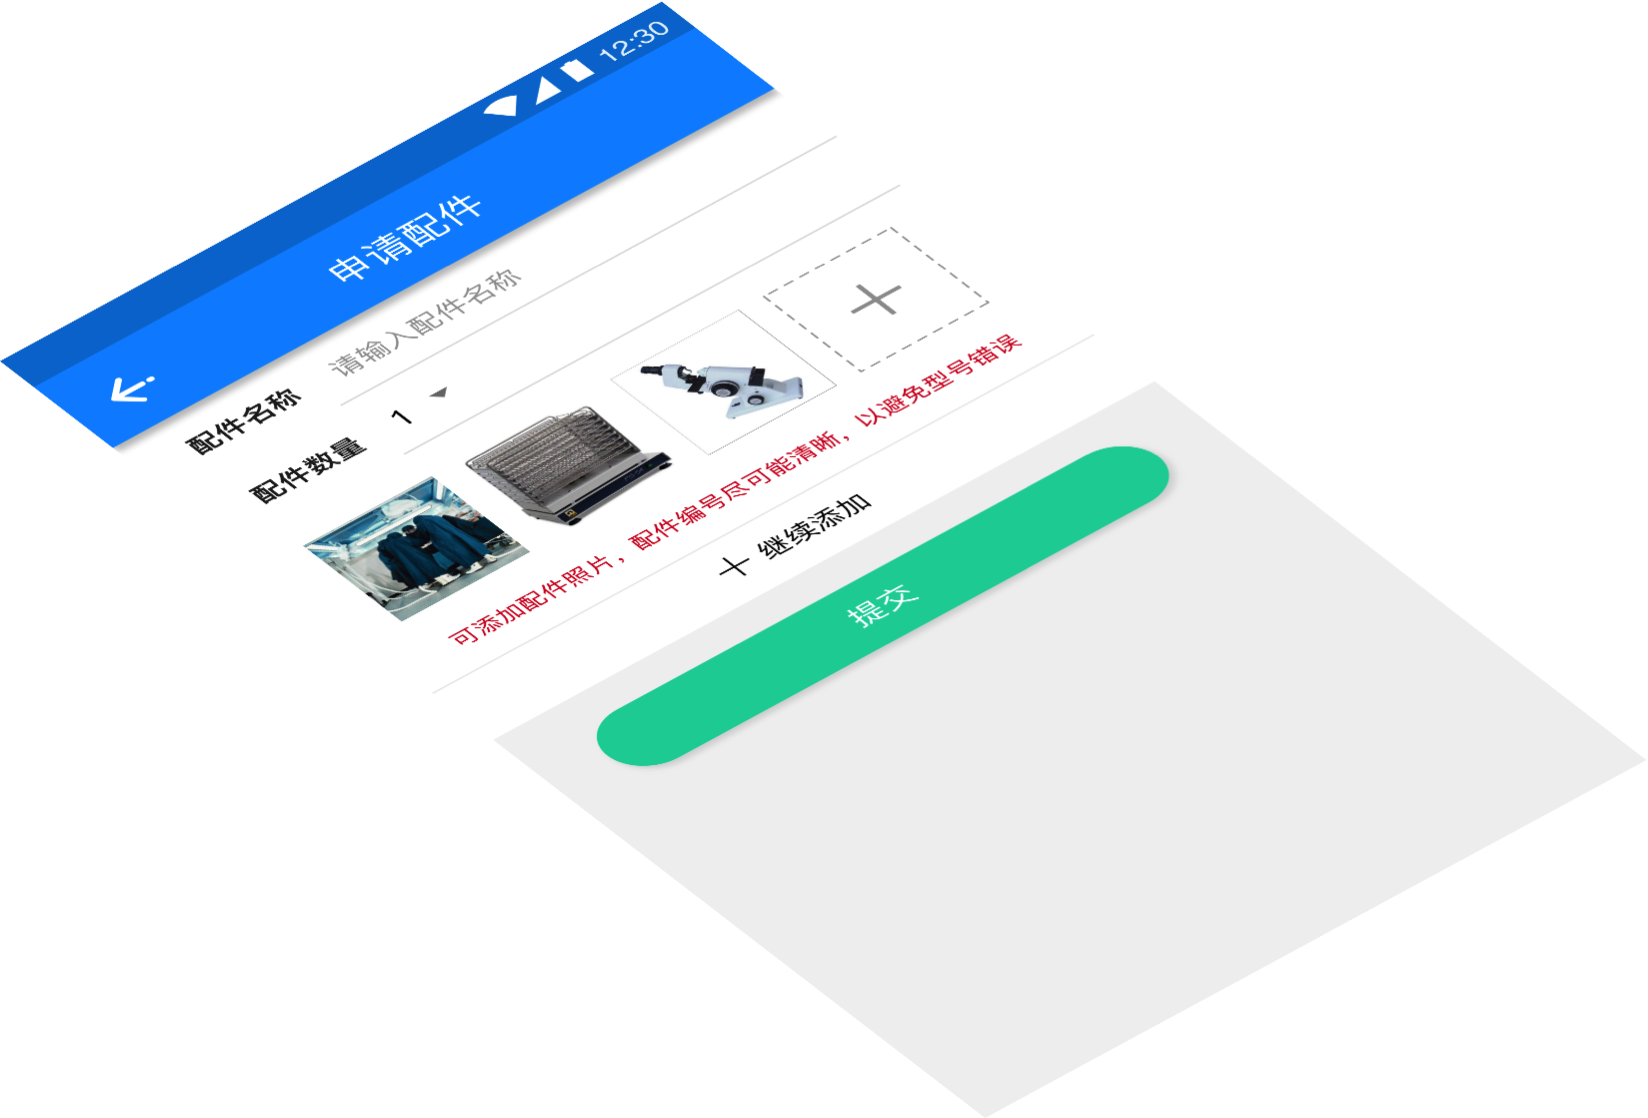 12:30
申请配件
配件名称 请输入配件名称
配件数量 1
可添加配件照片，配件编号尽可能清晰，以避免型号错误
继续添加
提交